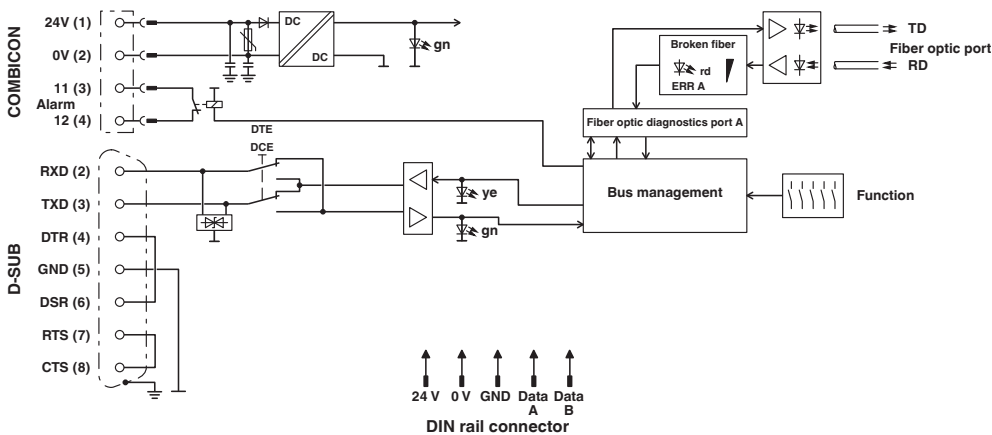 COMBICON
24V (1)
0V (2)
11 (3)
Alarm
12 (4)
DC
DC
gn
Broken fiber
rd
ERR A
TD
Fiber optic port
RD
Fiber optic diagnostics port A
DTE
DCE
D-SUB
RXD (2)
TXD (3)
DTR (4)
GND (5)
DSR (6)
RTS (7)
CTS (8)
ye
gn
Bus management
Function
24 V
0 V
GND
Data
A
Data
B
DIN rail connector